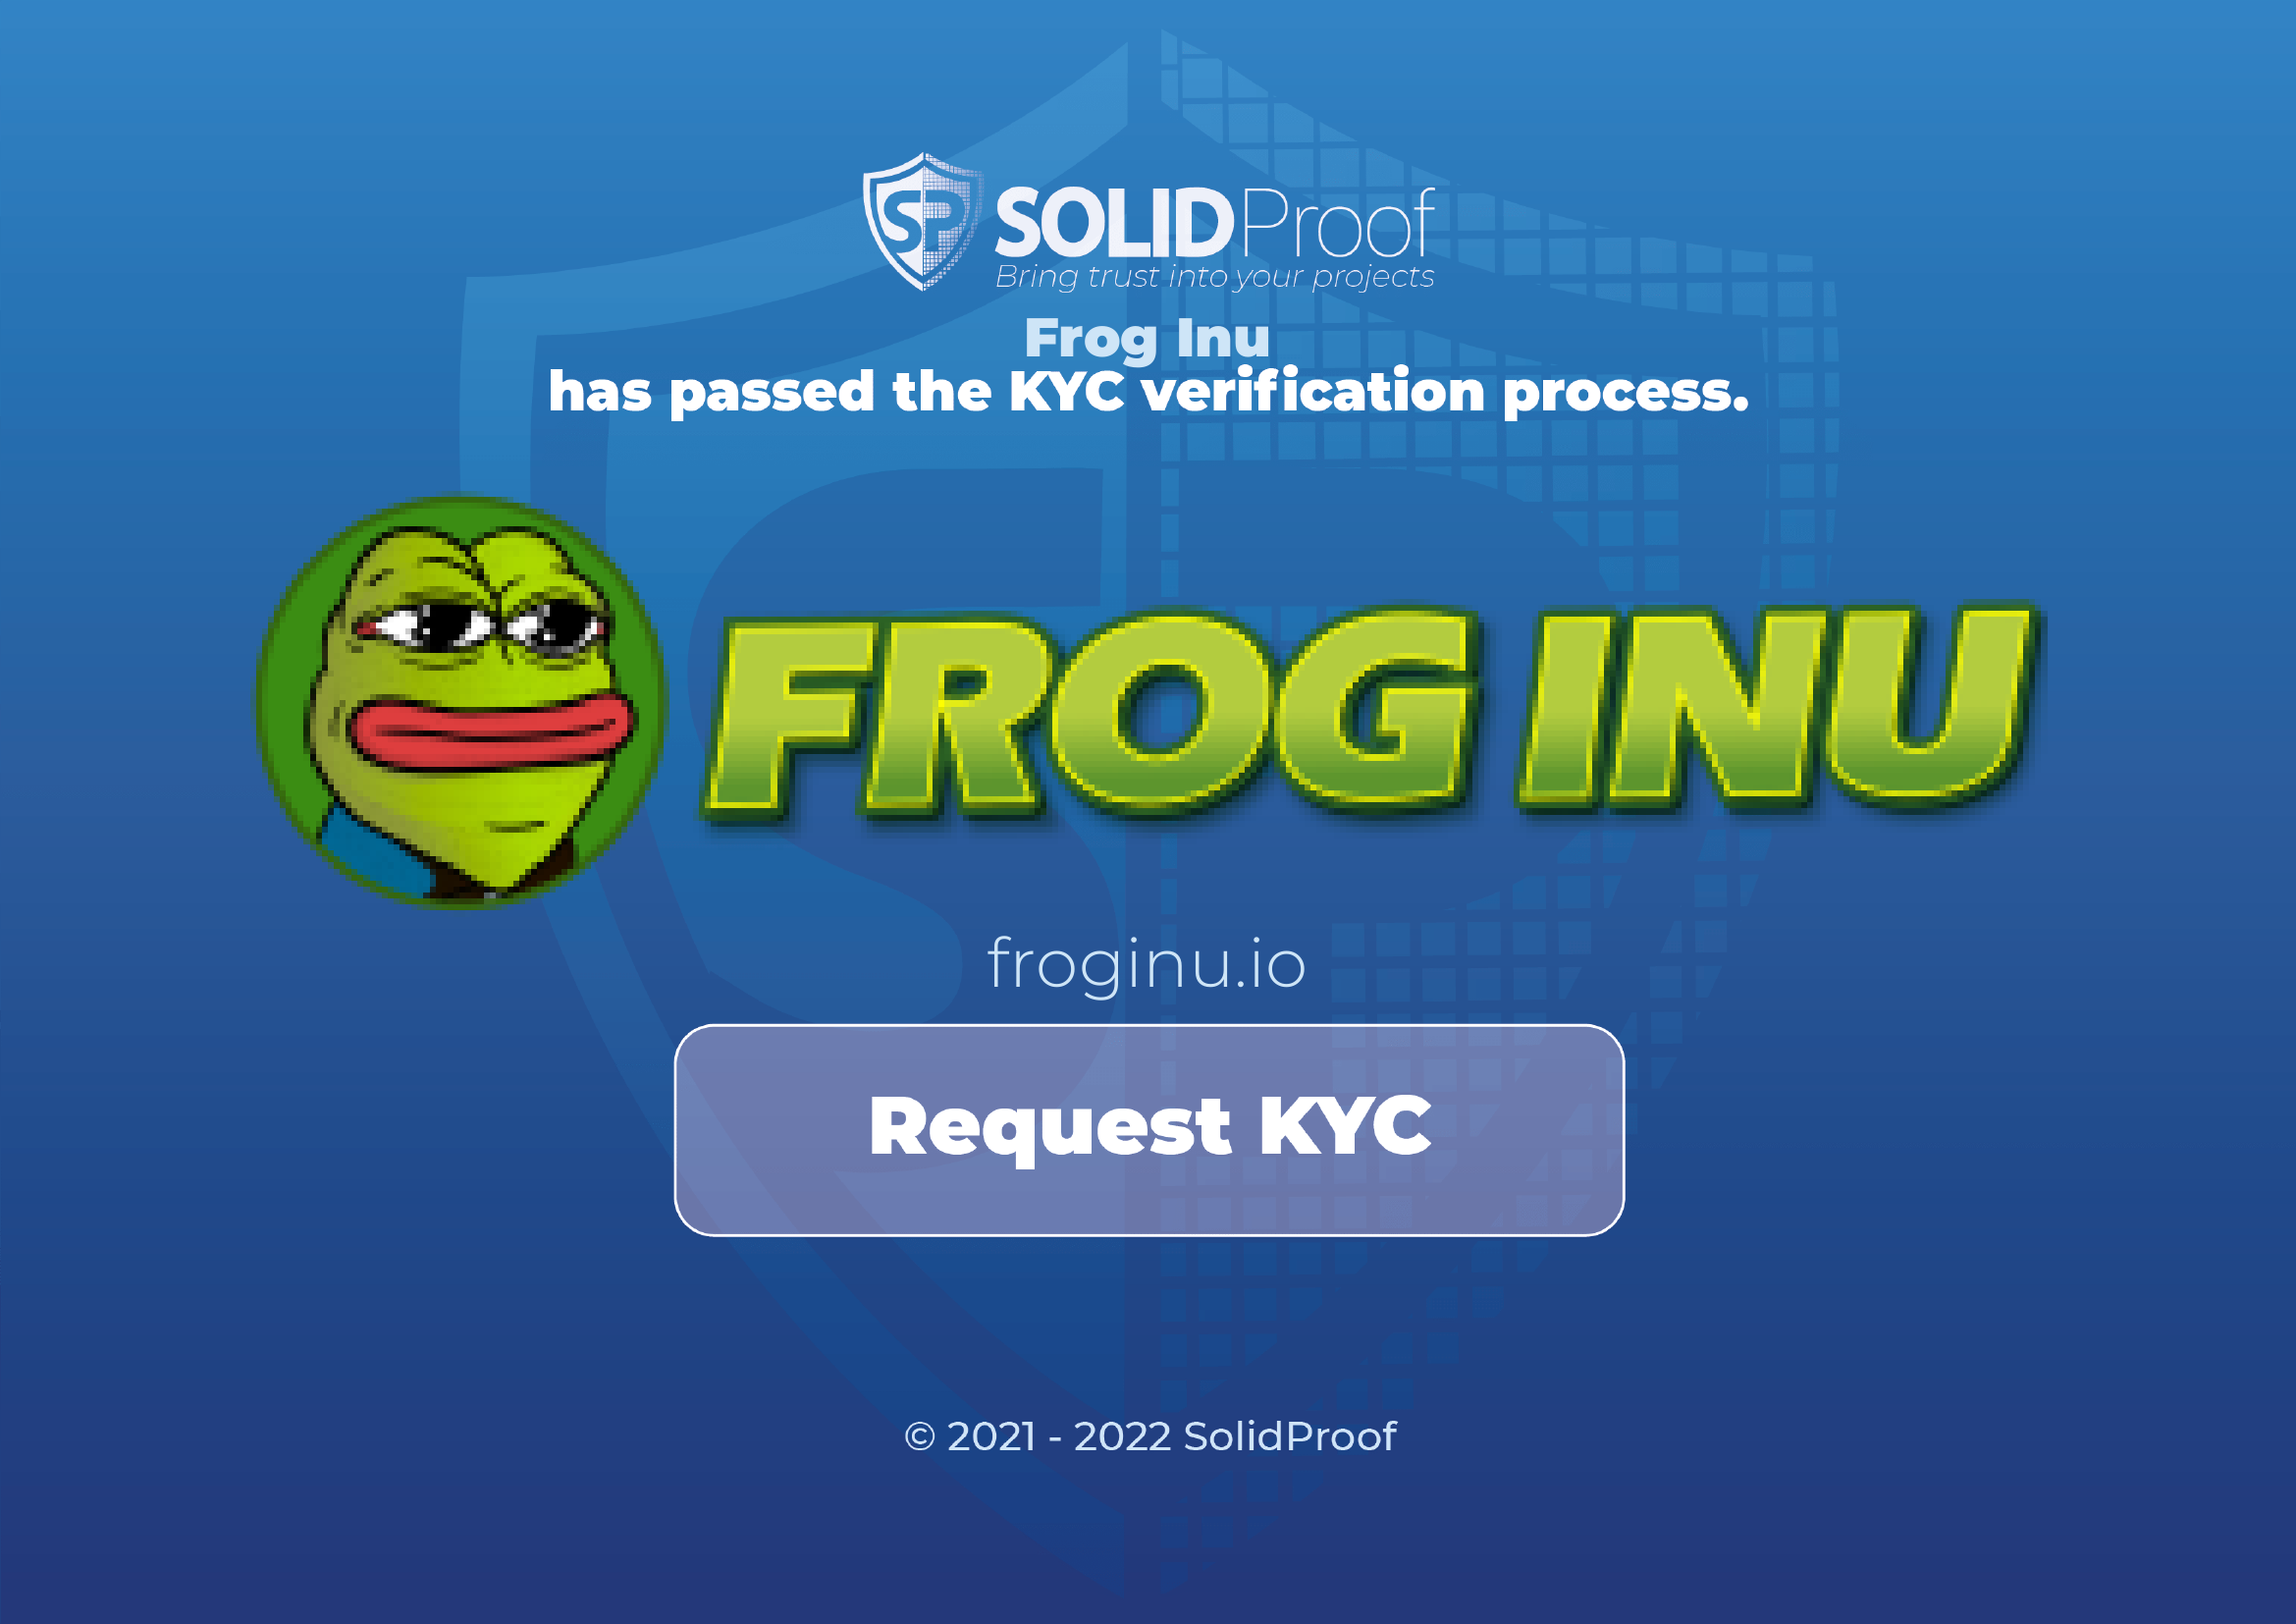 SP SOLIDProof
Bring trust into your projects
Frog Inu
has passed the KYC verification process.
FROG INU
froginu.io
Request KYC
© 2021 - 2022 SolidProof